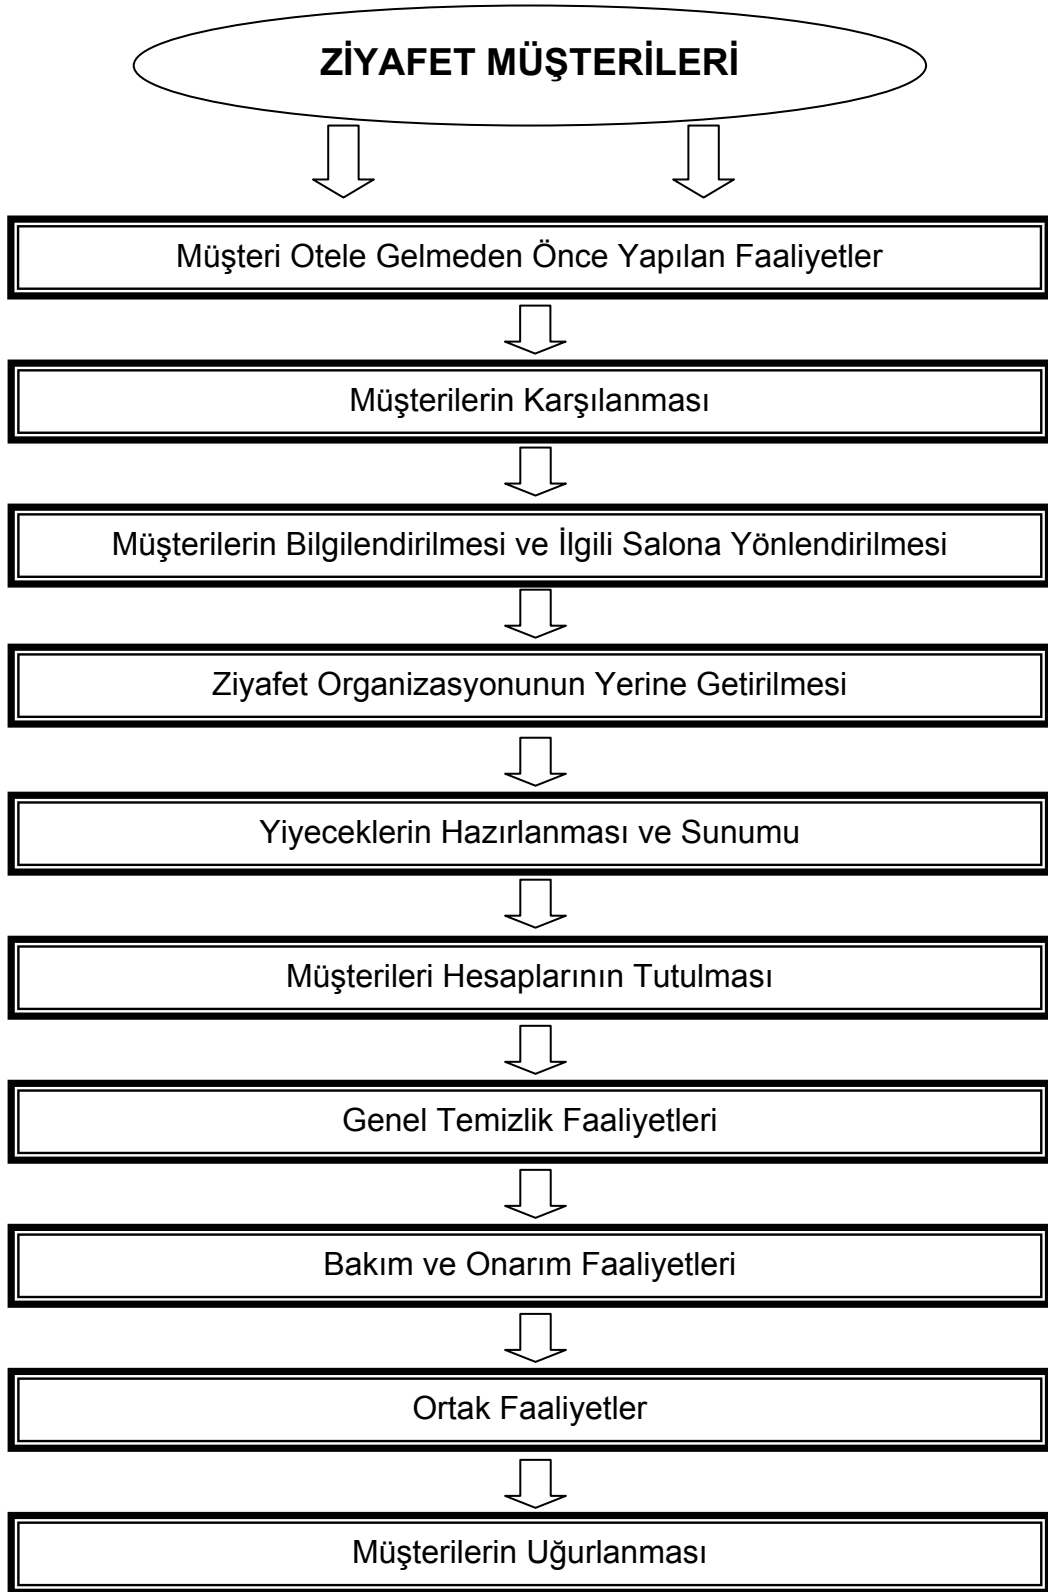 ZİYAFET MÜŞTERİLERİ
Müşteri Otele Gelmeden Önce Yapılan Faaliyetler
Müşterilerin Karşılanması
Müşterilerin Bilgilendirilmesi ve İlgili Salona Yönlendirilmesi
Ziyafet Organizasyonunun Yerine Getirilmesi
Yiyeceklerin Hazırlanması ve Sunumu
Müşterileri Hesaplarının Tutulması
Genel Temizlik Faaliyetleri
Bakım ve Onarım Faaliyetleri
Ortak Faaliyetler
Müşterilerin Uğurlanması